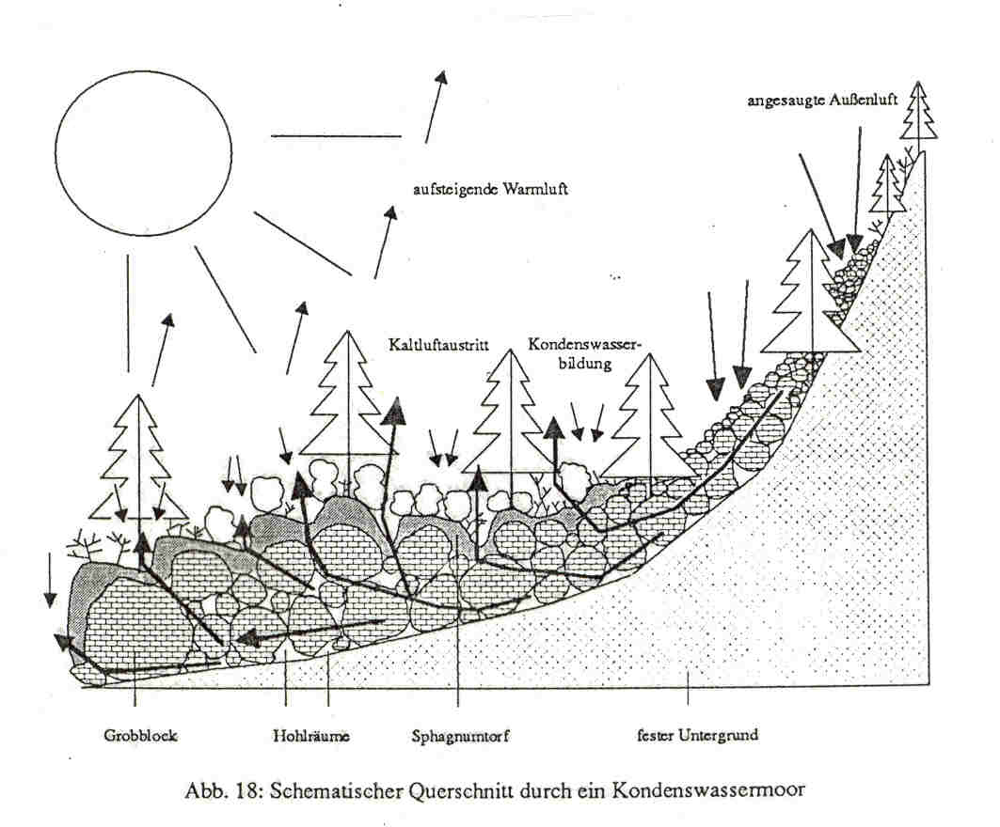 angesaugte Außenluft
aufsteigende Warmluft
Kaltluftaustritt
Kondenswasser-
bildung
Grobblock
Hohlräume
Sphagnumtorf
fester Untergrund
Abb. 18: Schematischer Querschnitt durch ein Kondenswassermoor